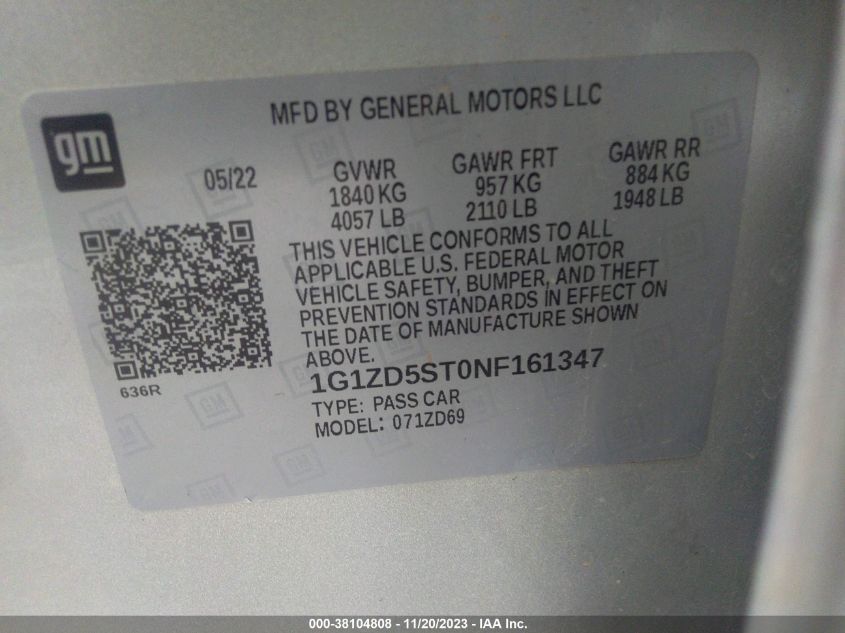 MFD BY GENERAL MOTORS LLC
gm
05/22
GVWR
1840 KG
4057 LB
GAWR FRT
957 KG
2110 LB
GAWR RR
884 KG
1948 LB
THIS VEHICLE CONFORMS TO ALL
APPLICABLE U.S. FEDERAL MOTOR
VEHICLE SAFETY, BUMPER, AND THEFT
PREVENTION STANDARDS IN EFFECT ON
THE DATE OF MANUFACTURE SHOWN
ABOVE.
636R
1G1ZD5ST0NF161347
TYPE: PASS CAR
MODEL: 071ZD69
000-38104808 - 11/20/2023 - IAA Inc.